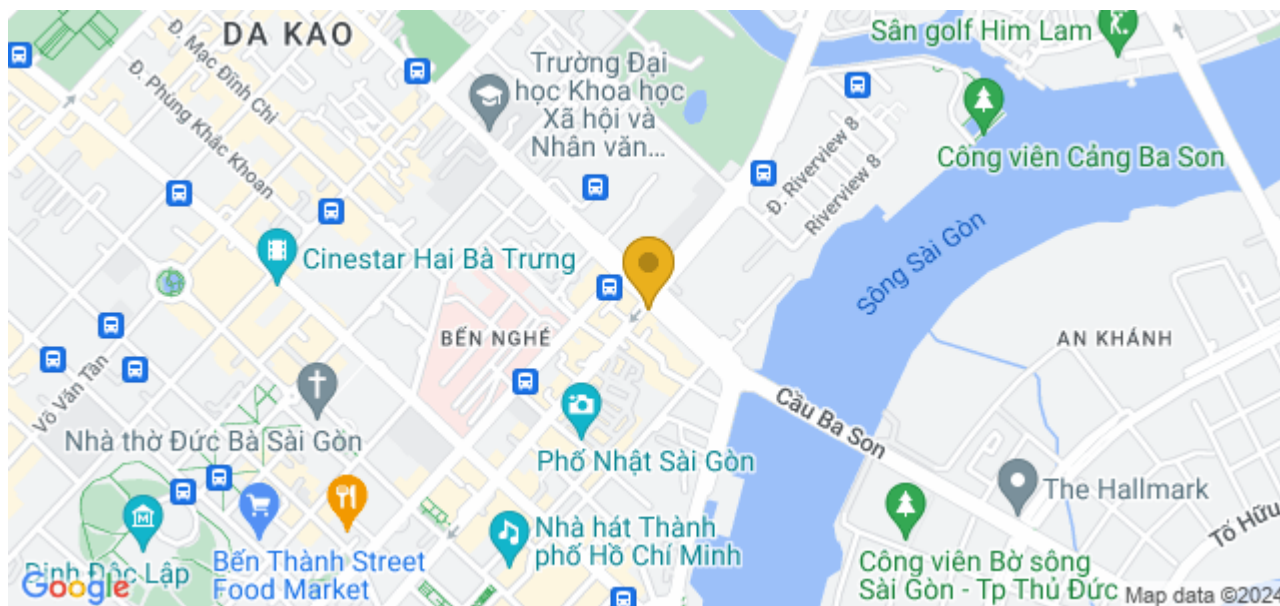 DA KAO
Sân golf Him Lam
Đ. Mạc Đĩnh Chi
Trường Đại
học Khoa học
Xã hội và
Nhân văn...
Đ. Phùng Khắc Khoan
Công viên Cảng Ba Son
Đ. Riverview 8
Riverview 8
Cinestar Hai Bà Trưng
Sông Sài Gòn
BẾN NGHÉ
AN KHÁNH
Võ Văn Tần
Nhà thờ Đức Bà Sài Gòn
Cầu Ba Son
Phố Nhật Sài Gòn
The Hallmark
Tố Hữu
Nhà hát Thành
phố Hồ Chí Minh
Dinh Độc Lập
Bến Thành Street
Food Market
Công viên Bờ sông
Sài Gòn - Tp Thủ Đức
Google
Map data ©2024